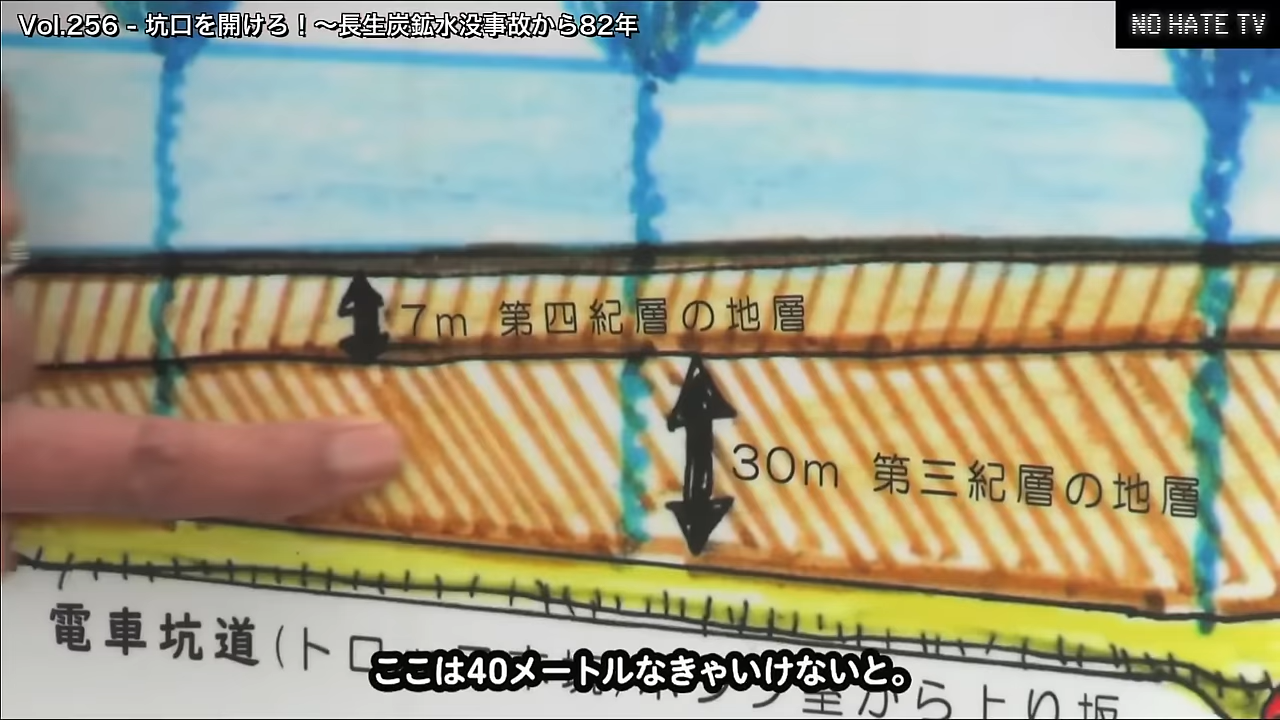 Vol.256 - 坑口を開けろ！～長生炭鉱水没事故から82年
NO HATE TV
7m 第四紀層の地層
30m 第三紀層の地層
電車坑道(トロ
から上り坂
ここは40メートルなきゃいけないと。